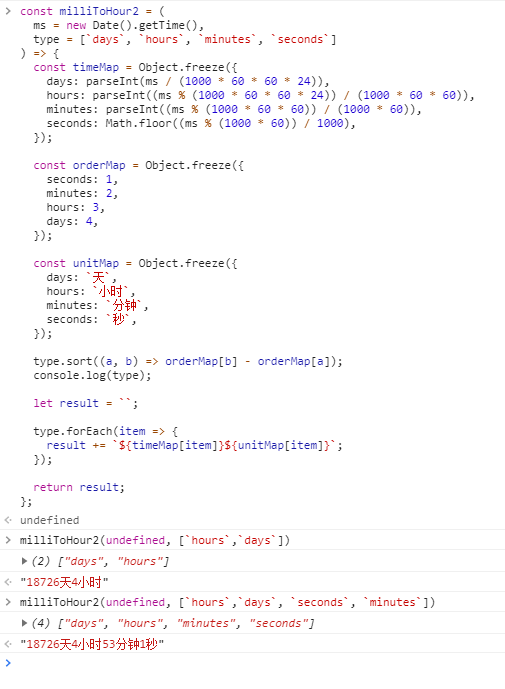 > const milliToHour2 = (
ms = new Date().getTime(),
type = [`days`, `hours`, `minutes`, `seconds`]
) => {
const timeMap = Object.freeze({
days: parseInt(ms / (1000 * 60 * 60 * 24)),
hours: parseInt((ms % (1000 * 60 * 60 * 24)) / (1000 * 60 * 60)),
minutes: parseInt((ms % (1000 * 60 * 60)) / (1000 * 60)),
seconds: Math.floor((ms % (1000 * 60)) / 1000),
});
const orderMap = Object.freeze({
seconds: 1,
minutes: 2,
hours: 3,
days: 4,
});
const unitMap = Object.freeze({
days: `天`,
hours: `小时`,
minutes: `分钟`,
seconds: `秒`,
});
type.sort((a, b) => orderMap[b] - orderMap[a]);
console.log(type);
let result = ``;
type.forEach(item => {
result += `${timeMap[item]}${unitMap[item]}`;
});
return result;
};
undefined
> milliToHour2(undefined, [`hours`,`days`])
(2) ["days", "hours"]
"18726天4小时"
> milliToHour2(undefined, [`hours`,`days`, `seconds`, `minutes`])
(4) ["days", "hours", "minutes", "seconds"]
"18726天4小时53分钟1秒"
>